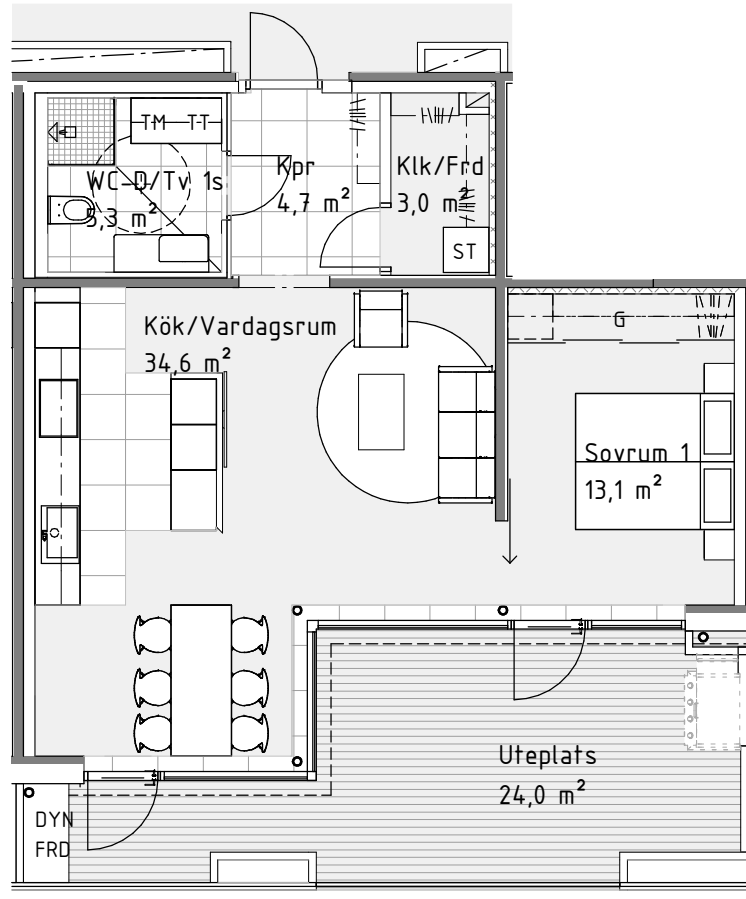 TM T-T
WC-D/Tv 1s
5,3 m²
Kpr
4,7 m²
Klk/Frd
3,0 m²
ST
Kök/Vardagsrum
34,6 m²
G
Sovrum 1
13,1 m²
Uteplats
24,0 m²
DYN
FRD